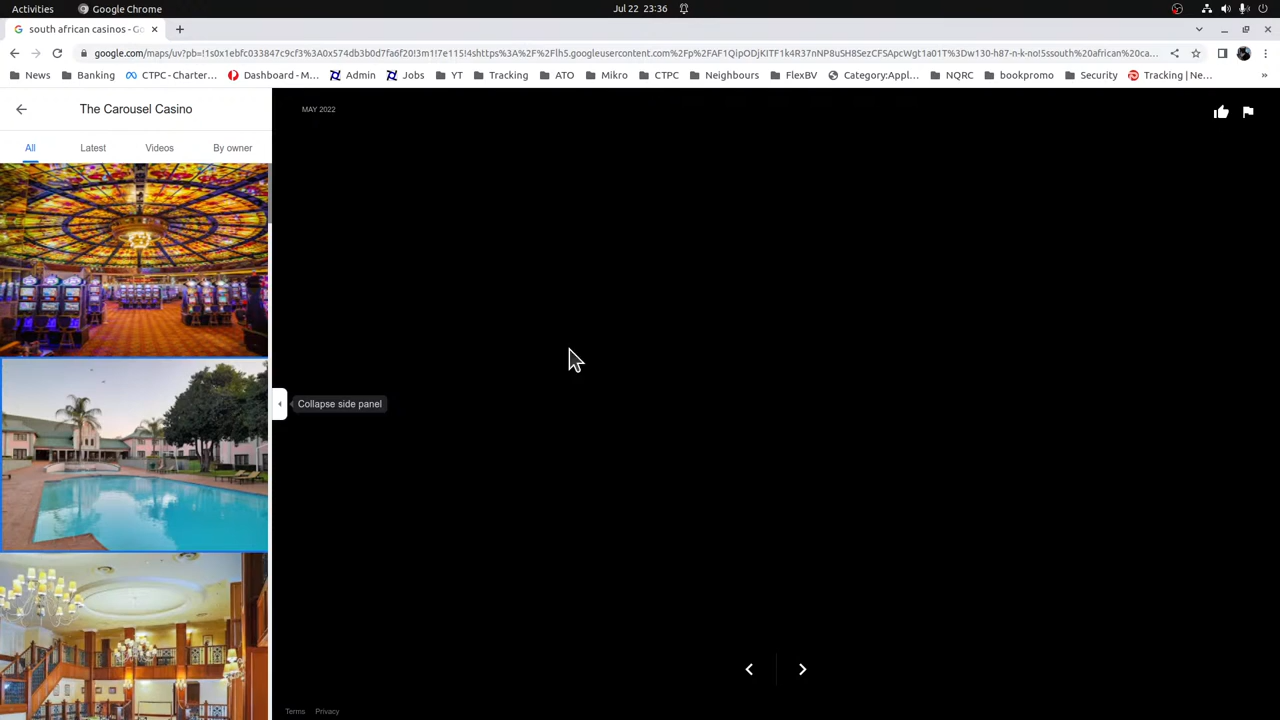 Activities
Google Chrome
Jul 22 23:36
south african casinos - Go
google.com/maps/uv?pb=!1s0x1ebfc033847c9cf3%3A0x574db3b0d7fa6f20!3m1!7e115!4shttps%3A%2F%2Flh5.googleusercontent.com%2Fp%2FAF1QipODjKITF1k4R37nNP8uSH8SezCFSApcWgt1a01T%3Dw130-h87-n-k-no!5ssouth%20african%20ca...
News Banking CTPC - Charter... Dashboard - M... Admin Jobs YT Tracking ATO Mikro CTPC Neighbours FlexBV Category:Appl... NQRC bookpromo Security Tracking | Ne... »
The Carousel Casino
MAY 2022
All Latest Videos By owner
Collapse side panel
Terms Privacy